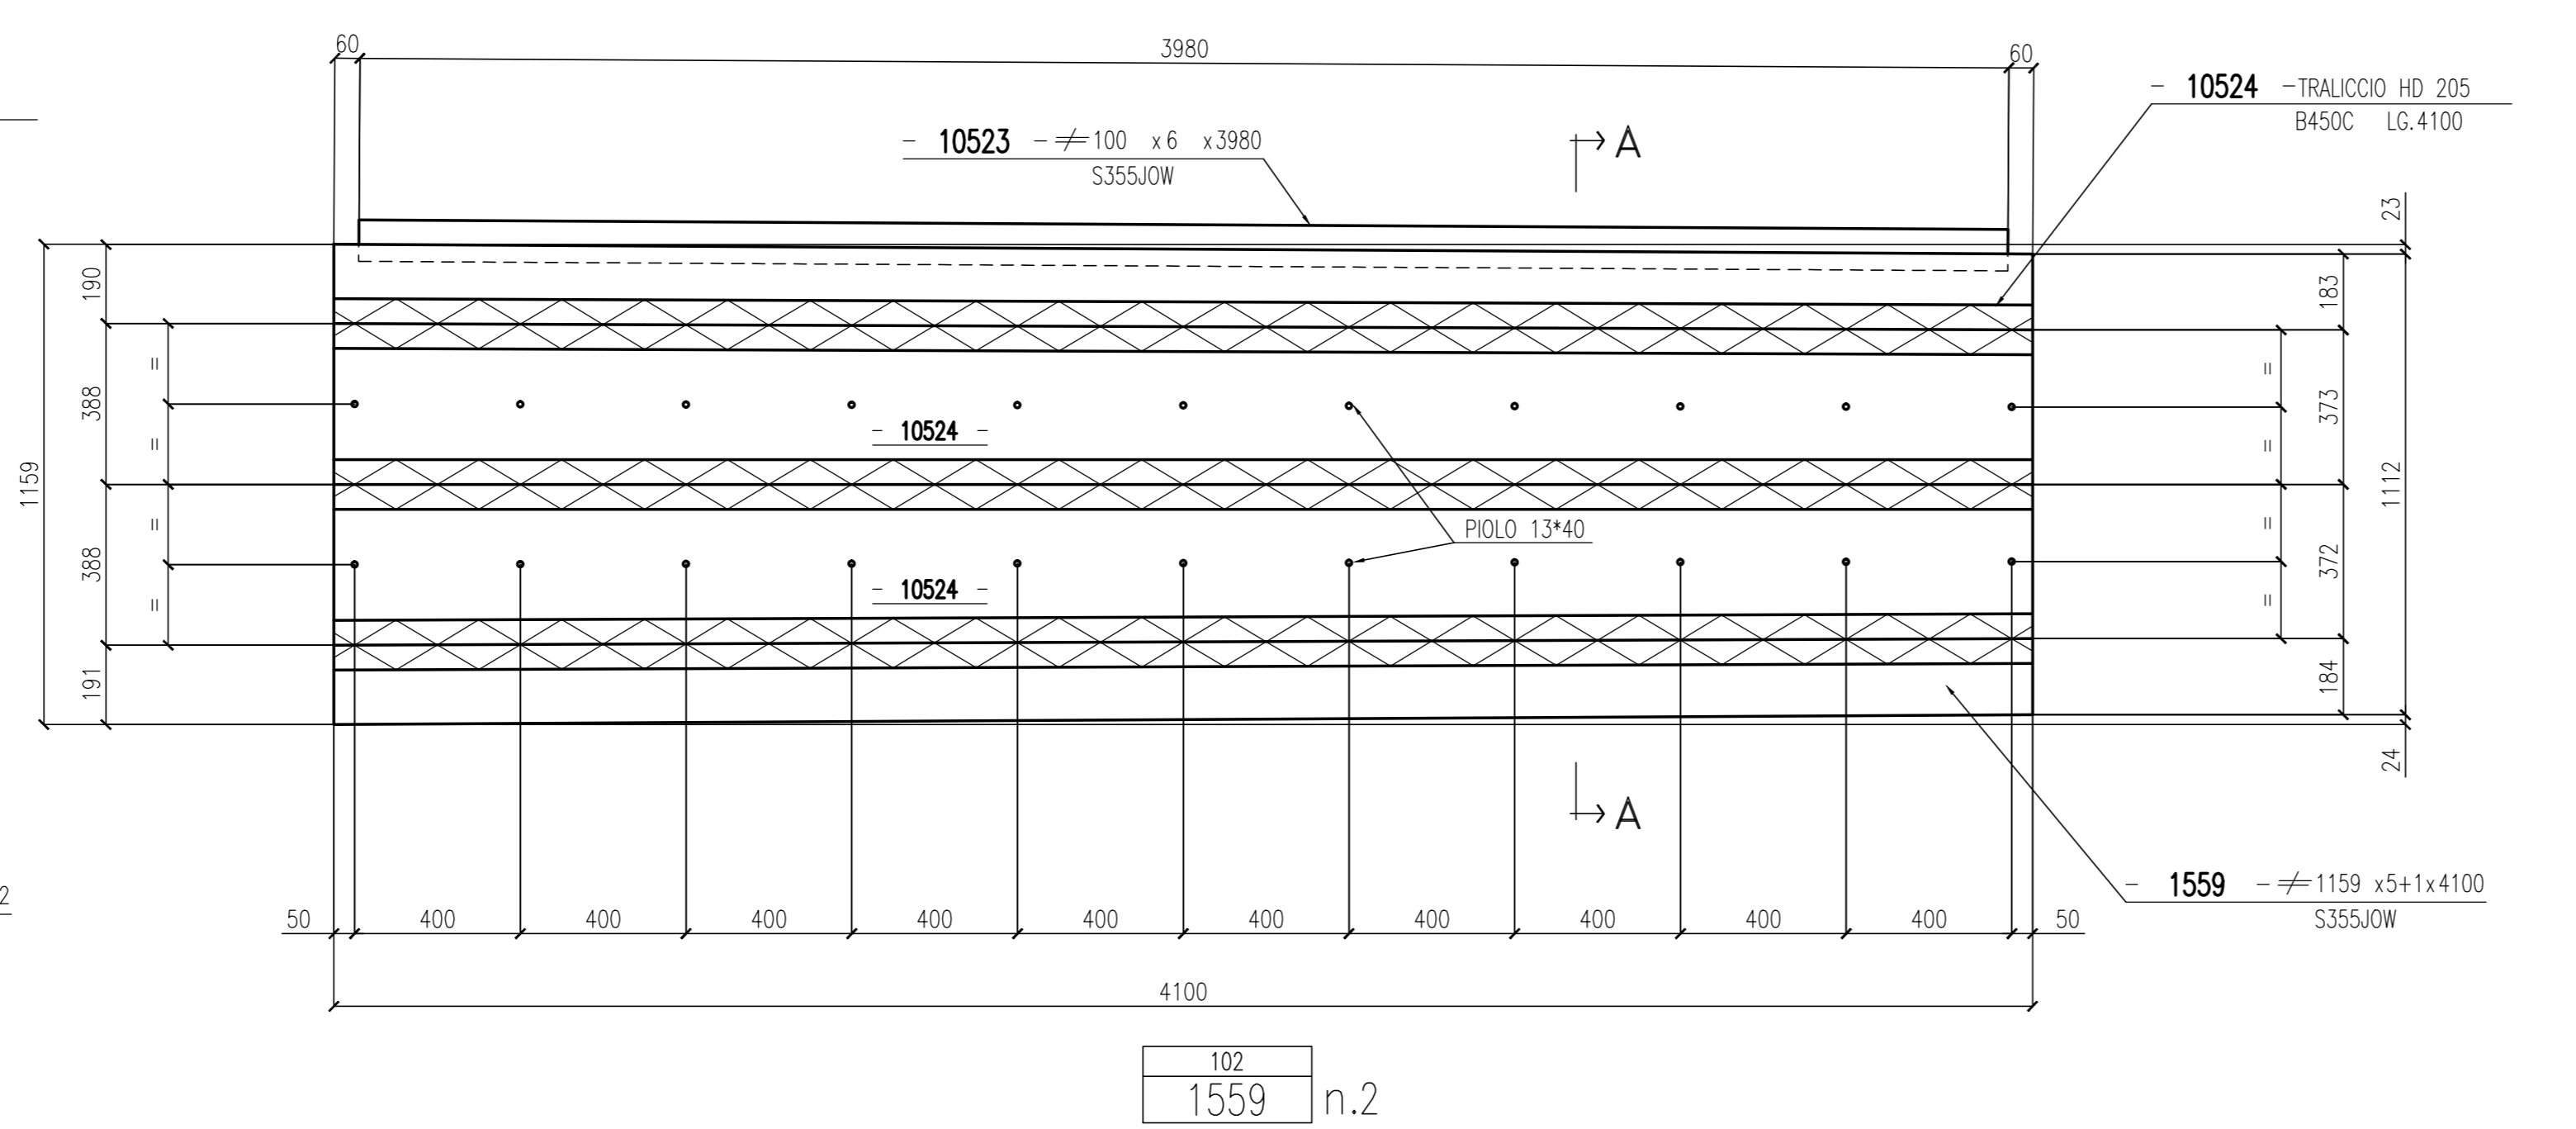 60
3980
60
- 10524 -TRALICCIO HD 205
B450C LG.4100
- 10523 - ≠100 x6 x3980
S355JOW
A
23
190
183
=
=
388
373
- 10524 -
=
=
1159
1112
PIOLO 13*40
=
=
388
372
- 10524 -
=
=
191
184
24
A
2
- 1559 - ≠1159 x5+1x4100
S355JOW
50 400 400 400 400 400 400 400 400 400 400 50
4100
102
1559 n.2